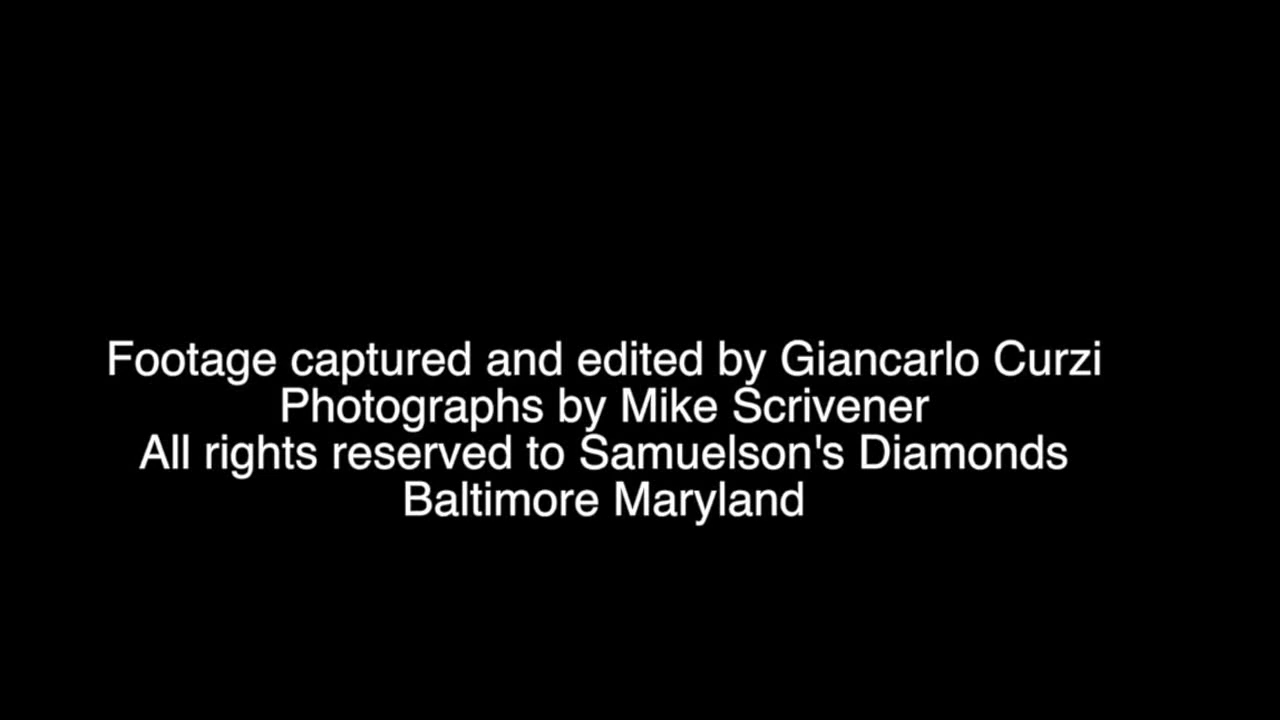 Footage captured and edited by Giancarlo Curzi
Photographs by Mike Scrivener
All rights reserved to Samuelson's Diamonds
Baltimore Maryland